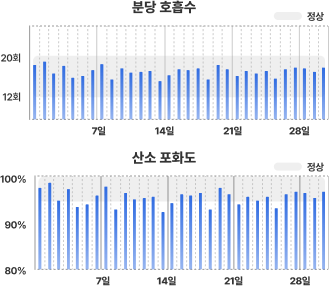 분당 호흡수
정상
20회
12회
7일 14일 21일 28일
산소 포화도
정상
100%
90%
80%
7일 14일 21일 28일